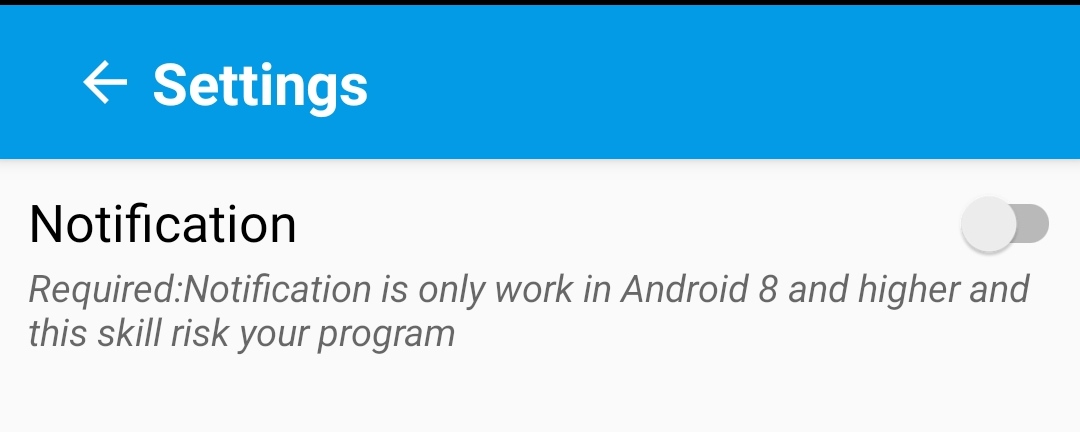 Settings
Notification
Required:Notification is only work in Android 8 and higher and
this skill risk your program